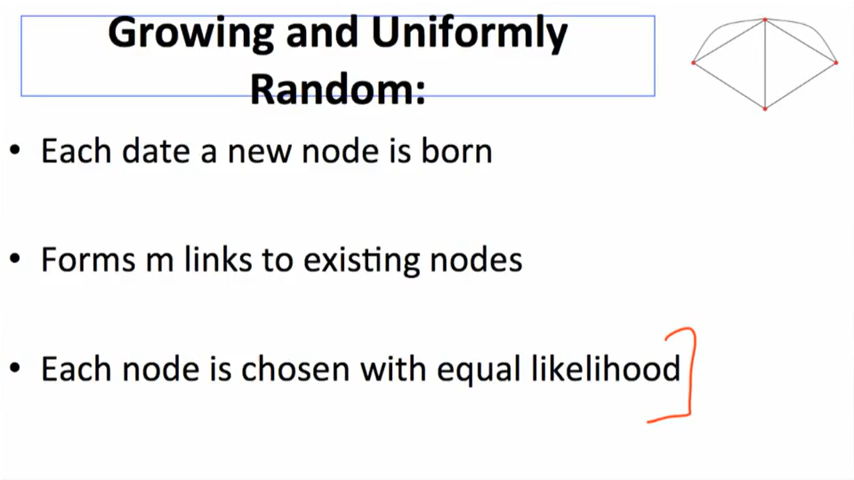 Growing and Uniformly
Random:
• Each date a new node is born
• Forms m links to existing nodes
• Each node is chosen with equal likelihood